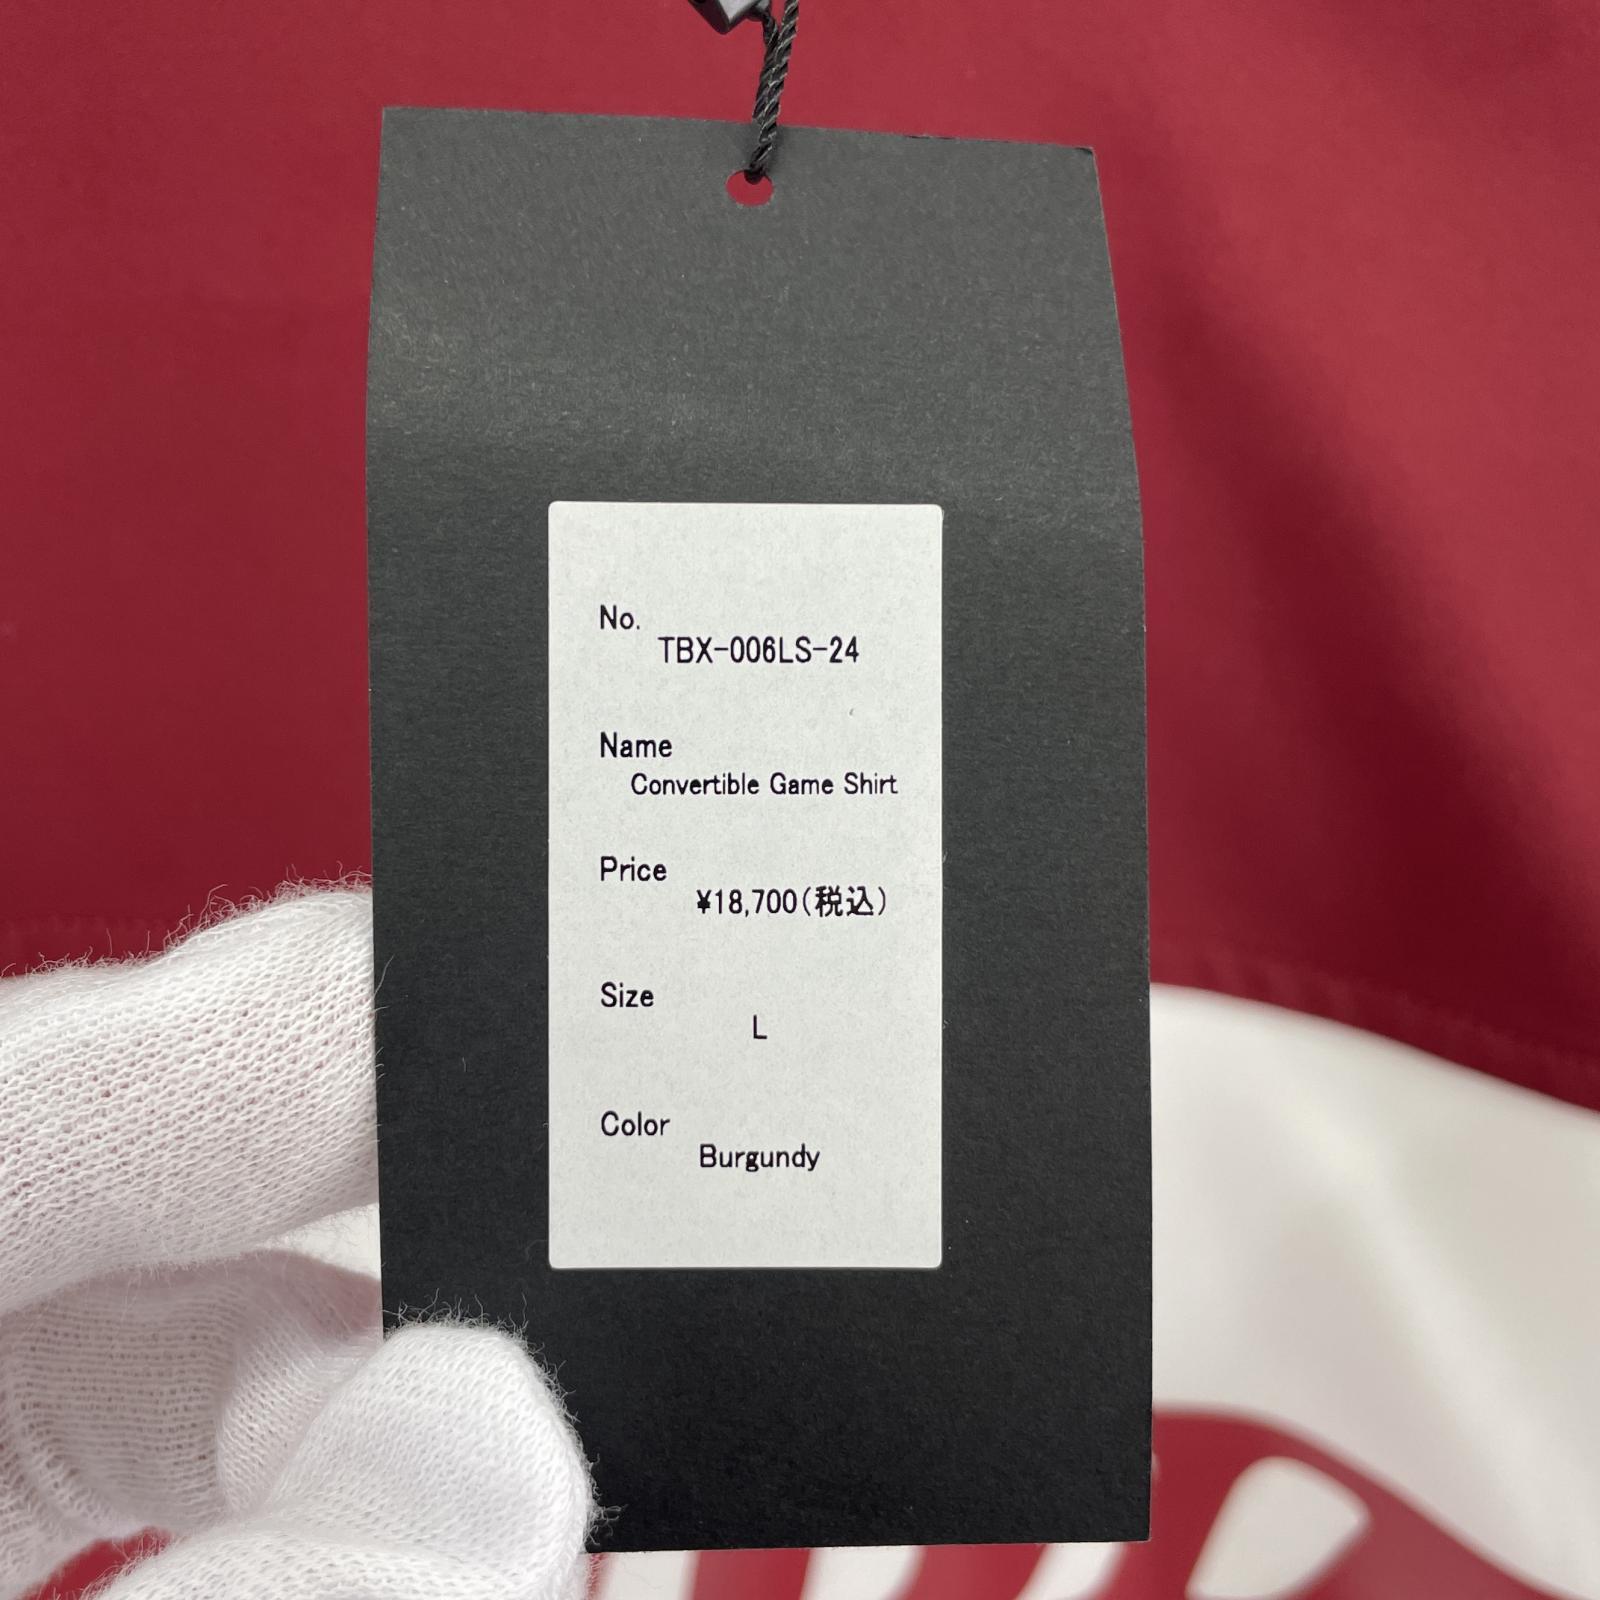 No.
TBX-006LS-24
Name
Convertible Game Shirt
Price
¥18,700(税込)
Size
L
Color
Burgundy